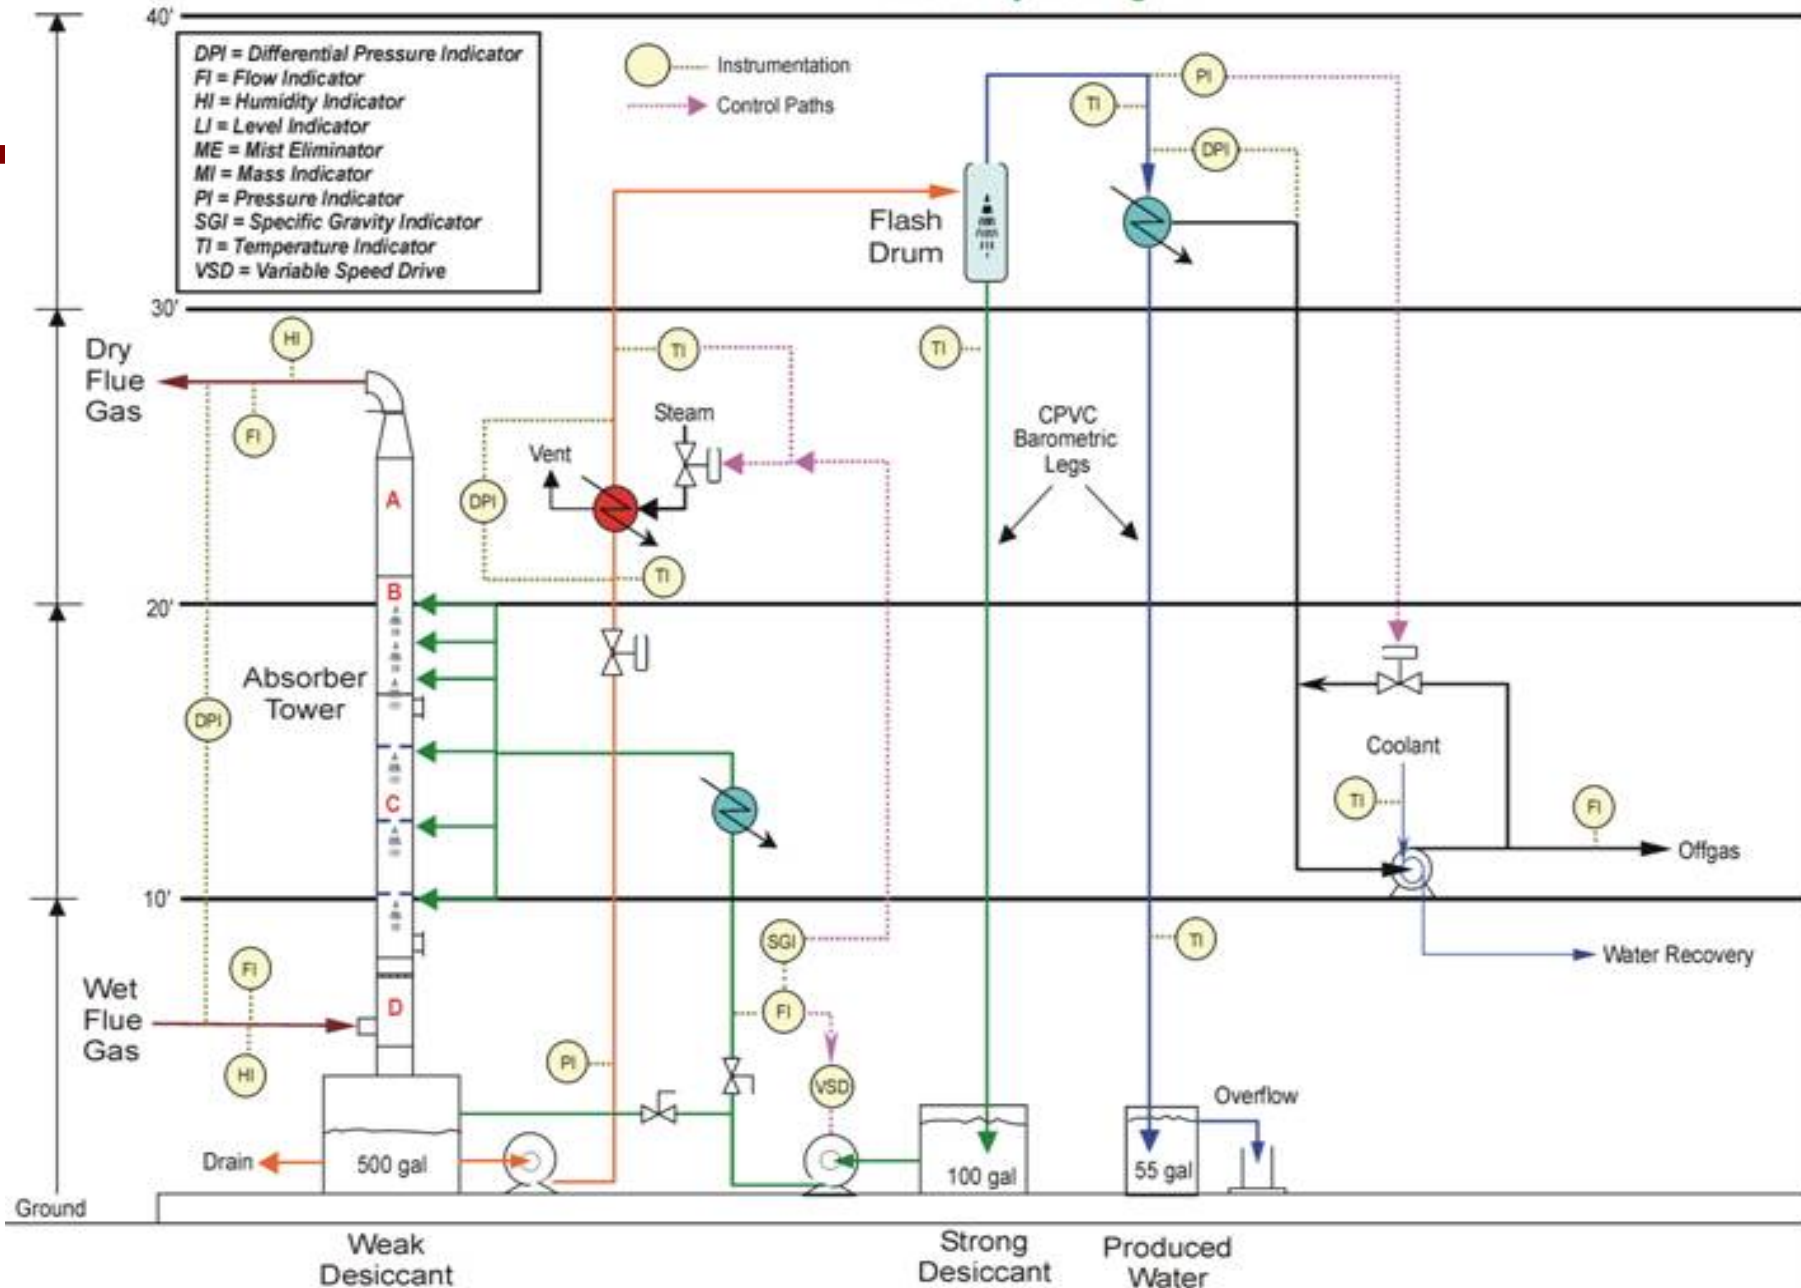 40'
DPI = Differential Pressure Indicator
FI = Flow Indicator
HI = Humidity Indicator
LI = Level Indicator
ME = Mist Eliminator
MI = Mass Indicator
PI = Pressure Indicator
SGI = Specific Gravity Indicator
TI = Temperature Indicator
VSD = Variable Speed Drive
Instrumentation
Control Paths
PI
TI
DPI
Flash
Drum
30'
HI
Dry
Flue
Gas
FI
TI
TI
Steam
Vent
DPI
CPVC
Barometric
Legs
A
TI
B
20'
Absorber
Tower
DPI
C
Coolant
TI
FI
Offgas
10'
SGI
TI
Water Recovery
FI
Wet
Flue
Gas
D
FI
HI
PI
VSD
Overflow
Drain
500 gal
100 gal
55 gal
Ground
Weak
Desiccant
Strong
Desiccant
Produced
Water